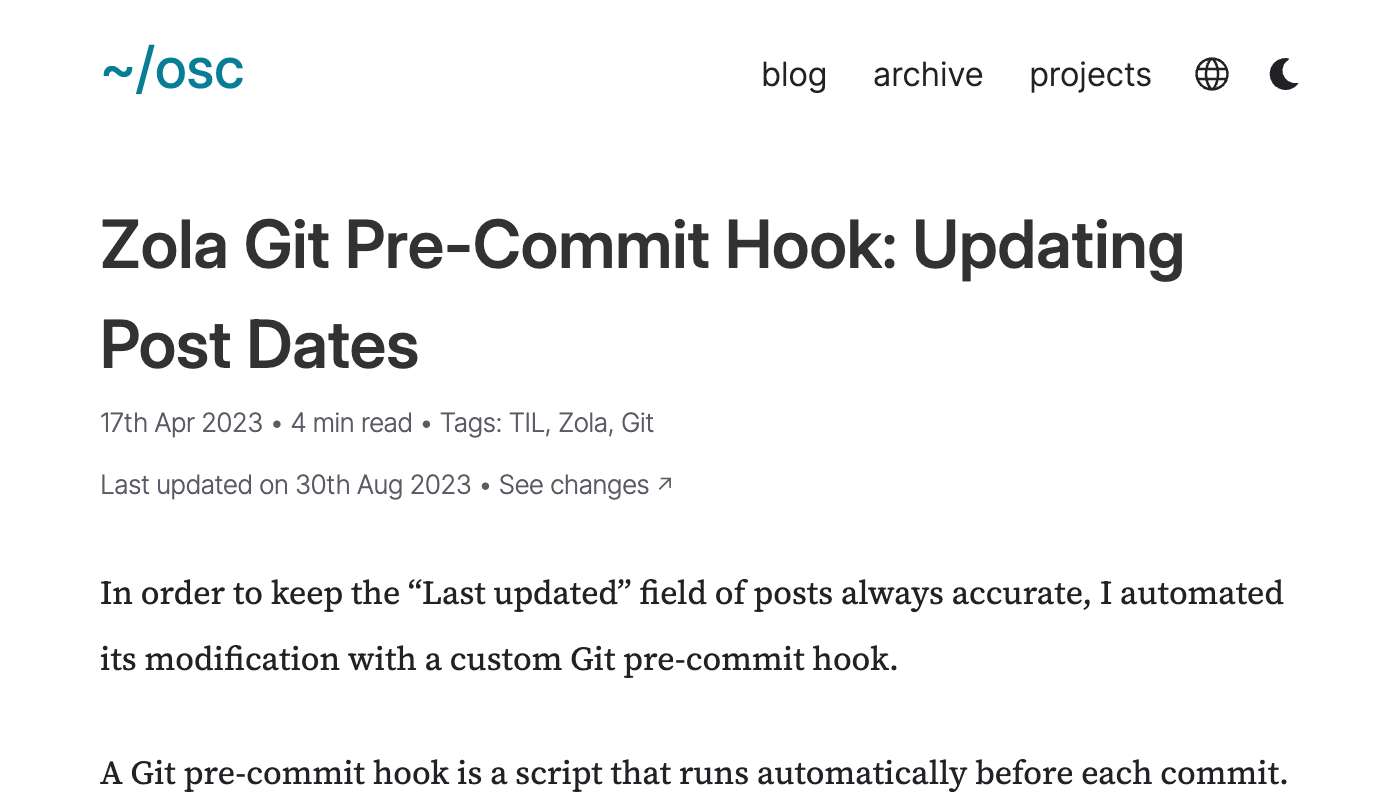 ~/osc
blog archive projects
Zola Git Pre-Commit Hook: Updating
Post Dates
17th Apr 2023 • 4 min read • Tags: TIL, Zola, Git
Last updated on 30th Aug 2023 • See changes ↗
In order to keep the “Last updated” field of posts always accurate, I automated
its modification with a custom Git pre-commit hook.
A Git pre-commit hook is a script that runs automatically before each commit.